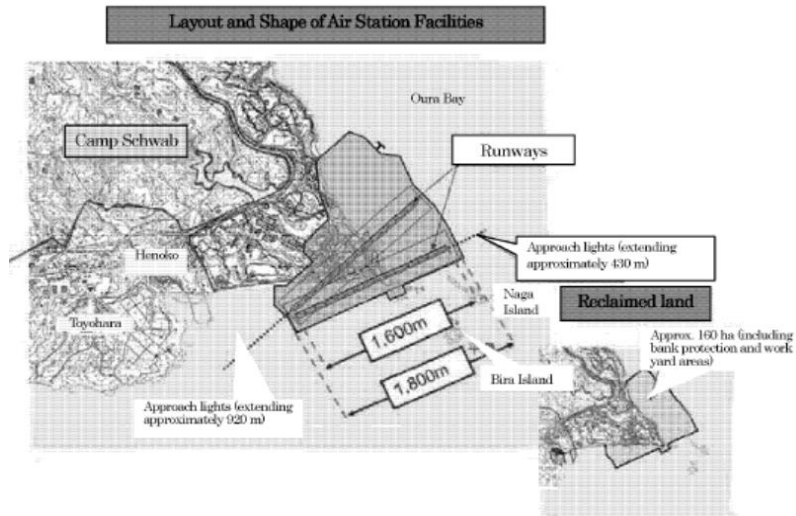 Layout and Shape of Air Station Facilities
Oura Bay
Camp Schwab
Runways
Henoko
Approach lights (extending
approximately 430 m)
Toyohara
Naga
Island
Reclaimed land
1,600m
Approx. 160 ha (including
bank protection and work
yard areas)
Bira Island
1,800m
Approach lights (extending
approximately 920 m)